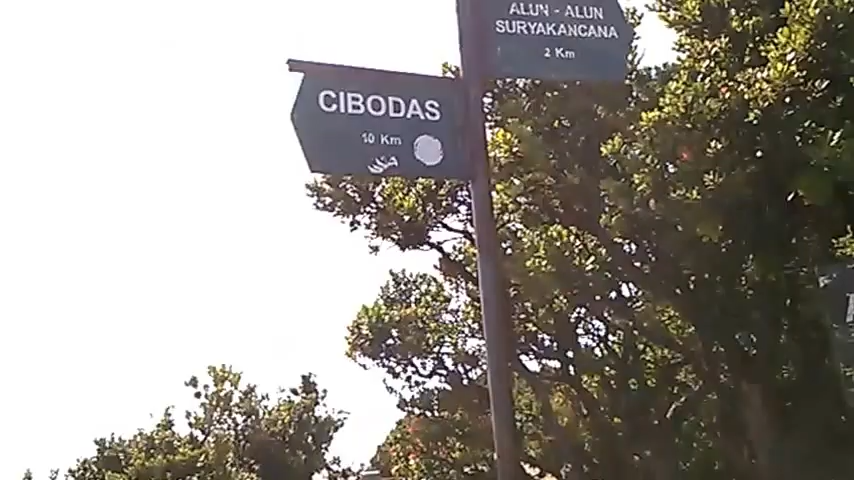 ALUN - ALUN
SURYAKANCANA
2 Km
CIBODAS
10 Km